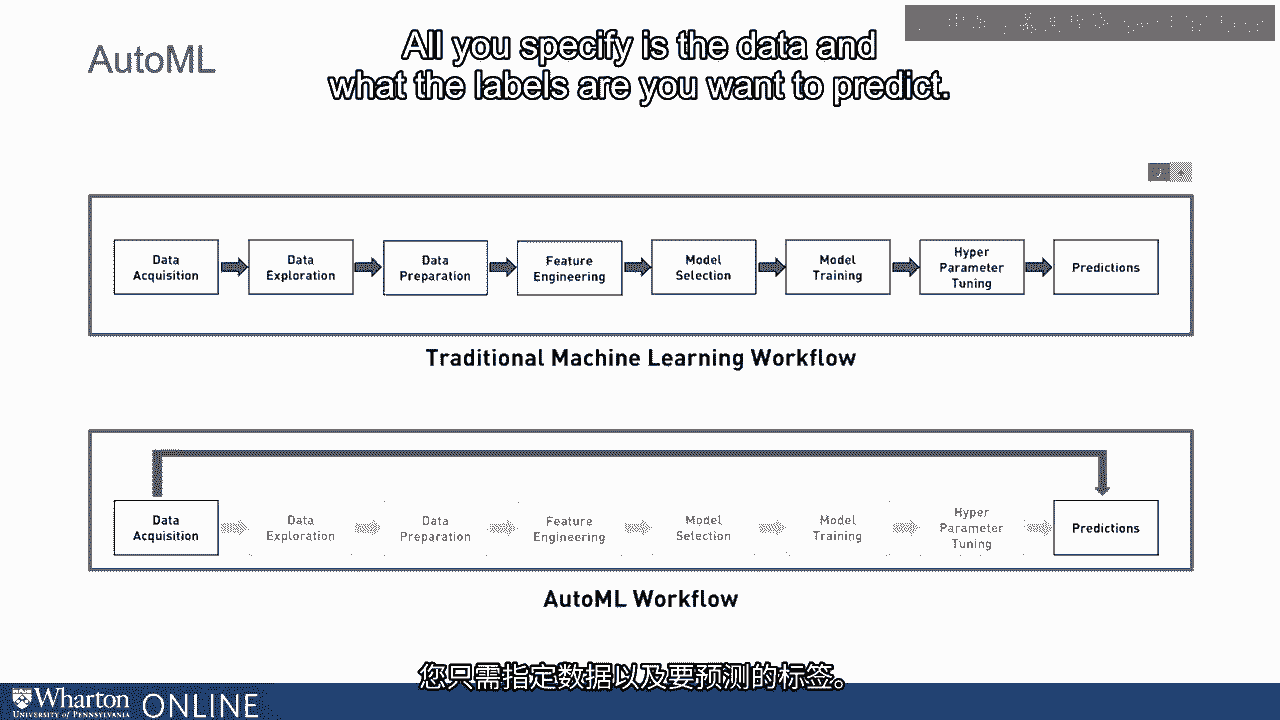 All you specify is the data and
what the labels are you want to predict.
AutoML
Data
Acquisition
Data
Exploration
Data
Preparation
Feature
Engineering
Model
Selection
Model
Training
Hyper
Parameter
Tuning
Predictions
Traditional Machine Learning Workflow
Data
Acquisition
Data
Exploration
Data
Preparation
Feature
Engineering
Model
Selection
Model
Training
Hyper
Parameter
Tuning
Predictions
AutoML Workflow
您只需指定数据以及要预测的标签。
Wharton
UNIVERSITY of PENNSYLVANIA
ONLINE